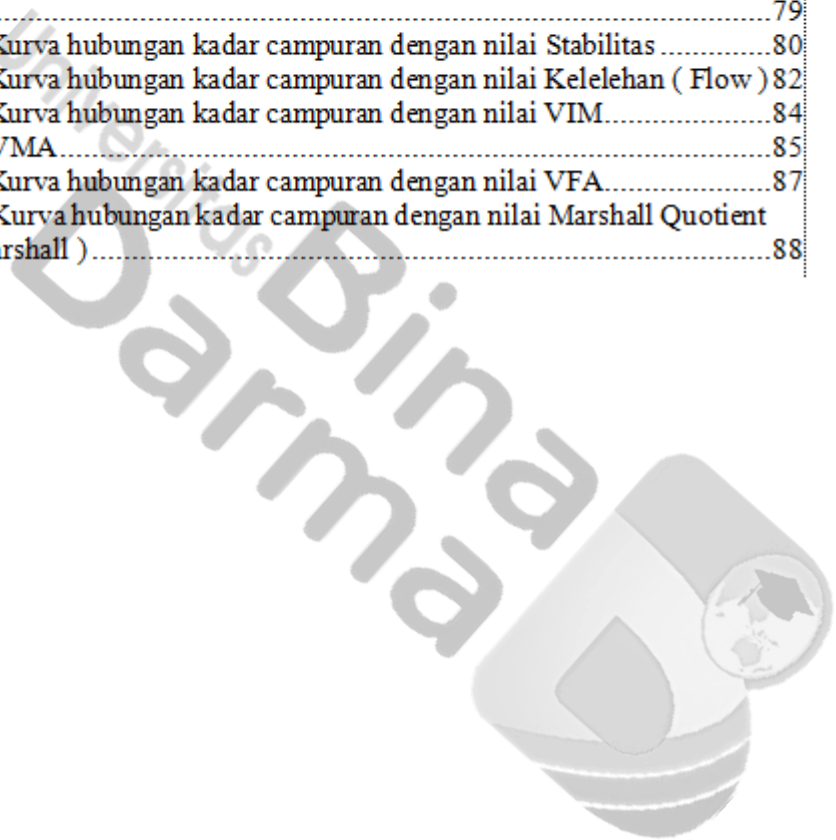 ....................................................................79
Kurva hubungan kadar campuran dengan nilai Stabilitas ...........80
Kurva hubungan kadar campuran dengan nilai Kelelehan ( Flow )82
Kurva hubungan kadar campuran dengan nilai VIM.................84
VMA...............................................................85
Kurva hubungan kadar campuran dengan nilai VFA.................87
Kurva hubungan kadar campuran dengan nilai Marshall Quotient
arshall )..........................................................88
Universitas
Bina
Darma